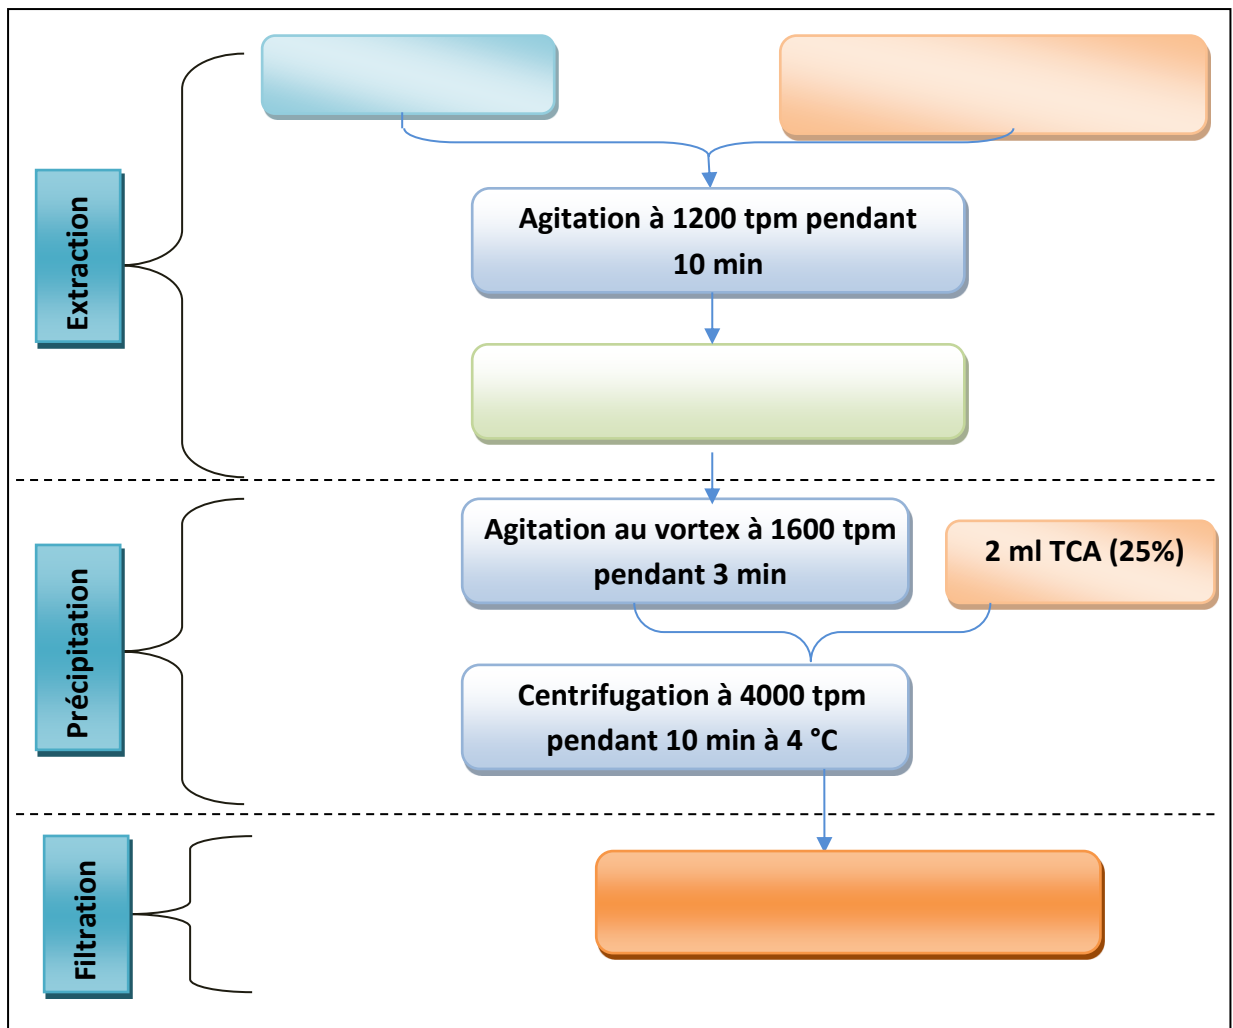 Extraction
Agitation à 1200 tpm pendant
10 min
Précipitation
Agitation au vortex à 1600 tpm
pendant 3 min
2 ml TCA (25%)
Centrifugation à 4000 tpm
pendant 10 min à 4 °C
Filtration